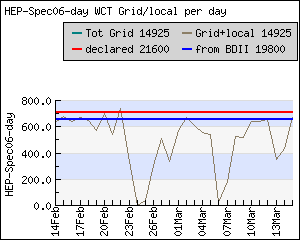 HEP-Spec06-day WCT Grid/local per day
Tot Grid 14925
Grid+local 14925
declared 21600
from BDII 19800
HEP-Spec06-day
800.0
600.0
400.0
200.0
0.0
14Feb
17Feb
20Feb
23Feb
26Feb
01Mar
04Mar
07Mar
10Mar
13Mar